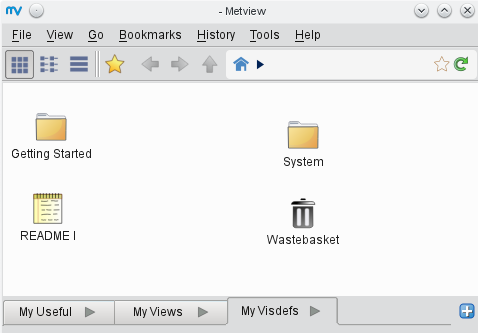 - Metview
File View Go Bookmarks History Tools Help
Getting Started
System
README I
Wastebasket
My Useful My Views My Visdefs